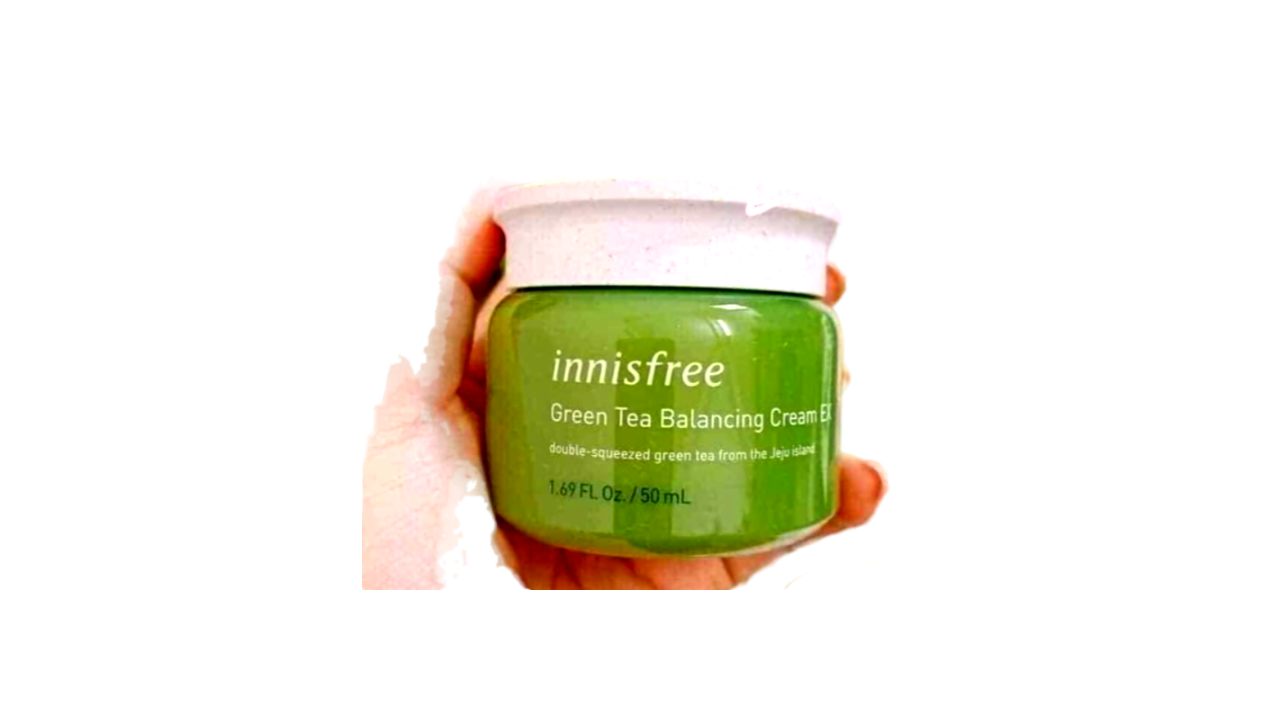 innisfree
Green Tea Balancing Cream EX
double-squeezed green tea from the Jeju island
1.69 FL Oz. / 50 mL